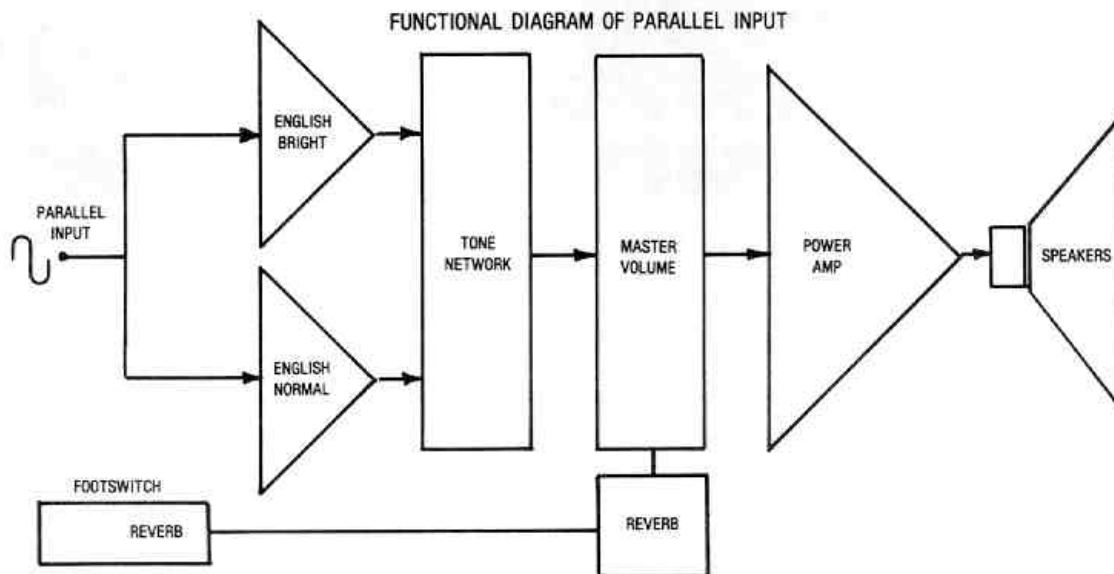 FUNCTIONAL DIAGRAM OF PARALLEL INPUT
ENGLISH
BRIGHT
PARALLEL
INPUT
TONE
NETWORK
MASTER
VOLUME
POWER
AMP
SPEAKERS
ENGLISH
NORMAL
FOOTSWITCH
REVERB
REVERB